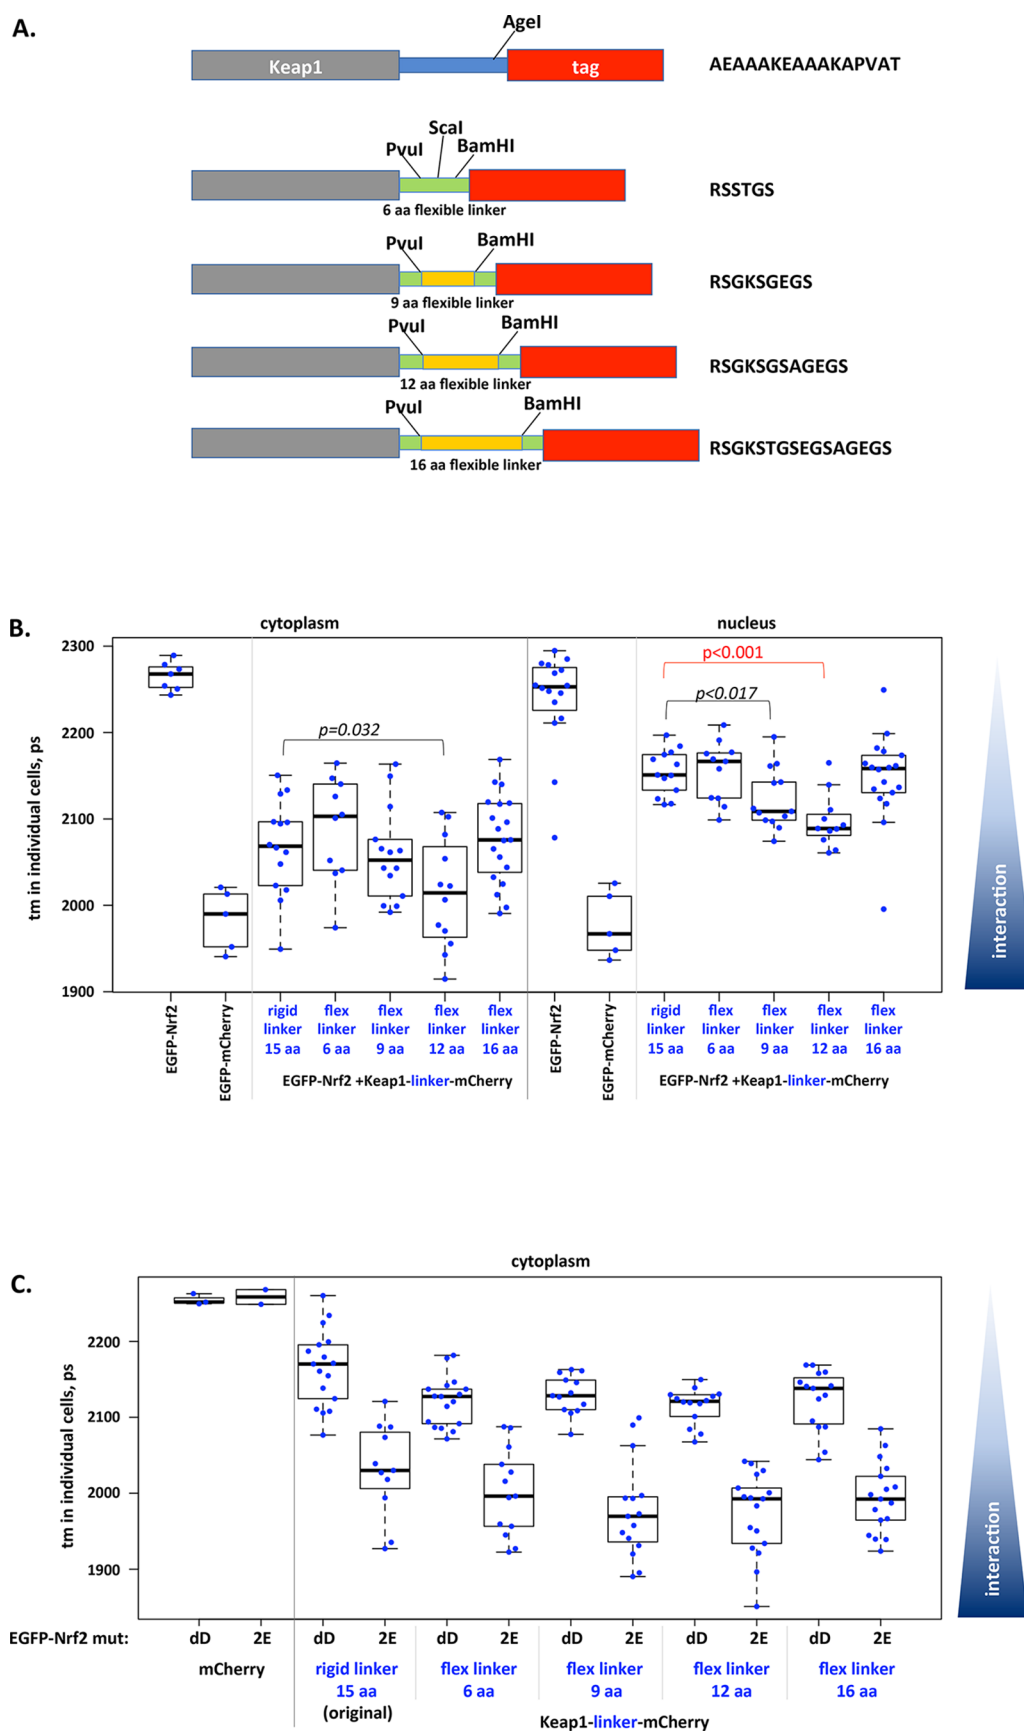 A.
AgeI
Keap1
tag
AEAAAKEAAAKAPVAT
ScaI
PvuI
BamHI
RSSTGS
6 aa flexible linker
PvuI
BamHI
RSGKSGEGS
9 aa flexible linker
PvuI
BamHI
RSGKSGSAGEGS
12 aa flexible linker
PvuI
BamHI
RSGKSTGSEGSAGEGS
16 aa flexible linker
B.
cytoplasm
nucleus
2300
2200
2100
2000
1900
tm in individual cells, ps
p=0.032
p<0.001
p<0.017
interaction
EGFP-Nrf2
EGFP-mCherry
rigid linker 15 aa
flex linker 6 aa
flex linker 9 aa
flex linker 12 aa
flex linker 16 aa
EGFP-Nrf2 +Keap1-linker-mCherry
EGFP-Nrf2
EGFP-mCherry
rigid linker 15 aa
flex linker 6 aa
flex linker 9 aa
flex linker 12 aa
flex linker 16 aa
EGFP-Nrf2 +Keap1-linker-mCherry
C.
cytoplasm
2200
2100
2000
1900
tm in individual cells, ps
interaction
EGFP-Nrf2 mut: dD 2E dD 2E dD 2E dD 2E dD 2E dD 2E
mCherry
rigid linker 15 aa (original)
flex linker 6 aa
flex linker 9 aa
flex linker 12 aa
flex linker 16 aa
Keap1-linker-mCherry